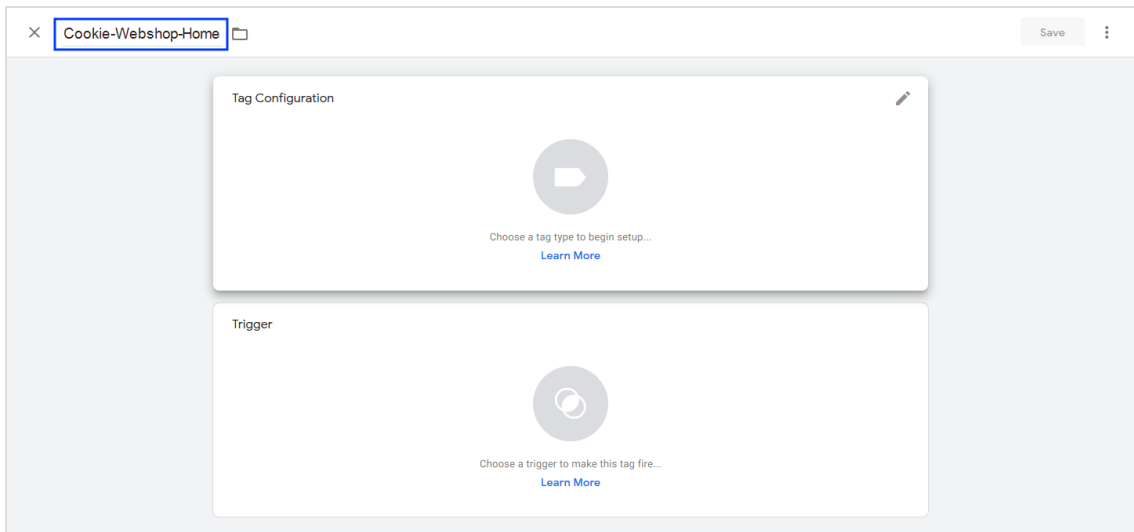 Cookie-Webshop-Home
Save
Tag Configuration
Choose a tag type to begin setup...
Learn More
Trigger
Choose a trigger to make this tag fire...
Learn More